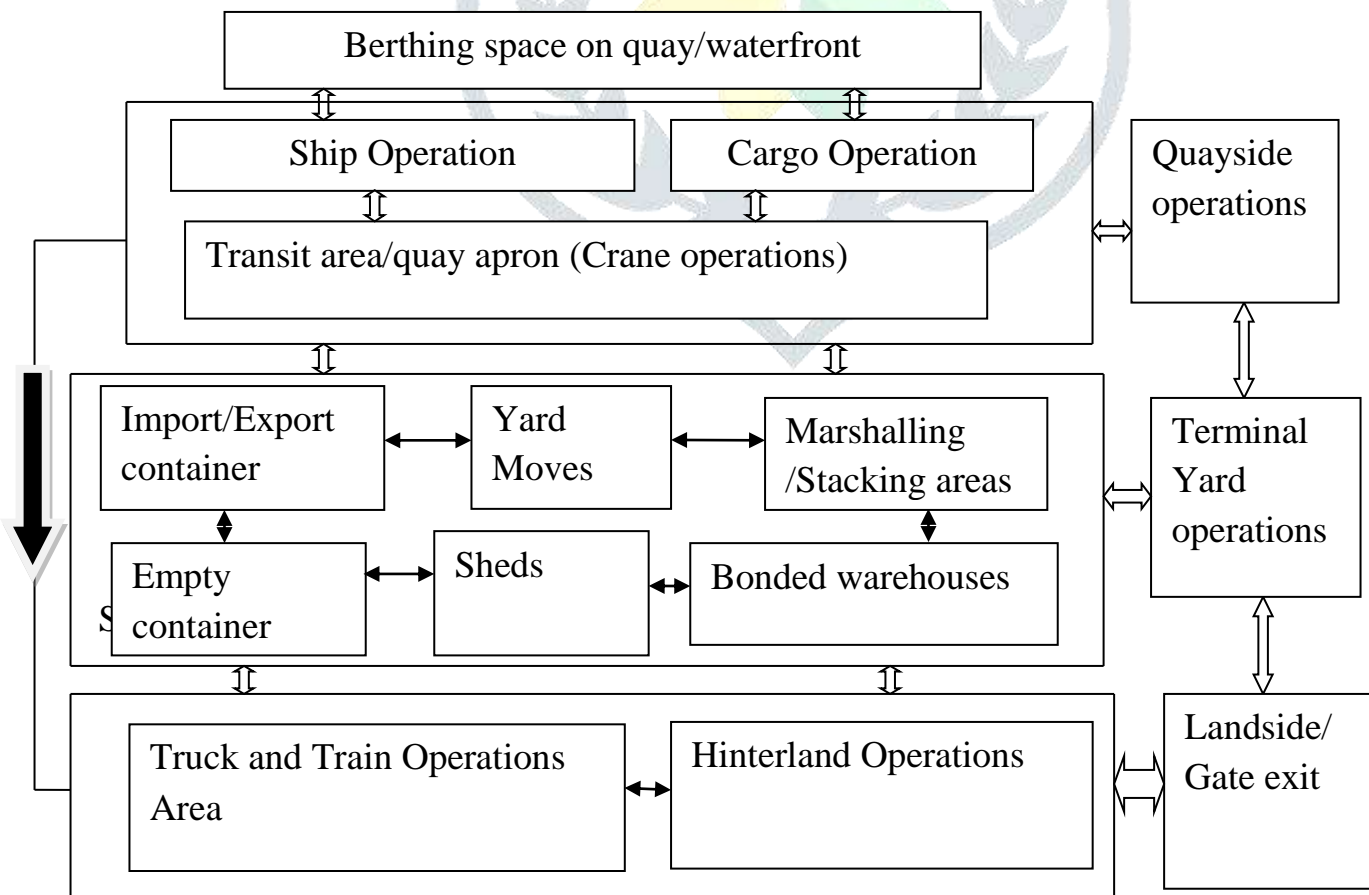 Berthing space on quay/waterfront
Ship Operation
Cargo Operation
Quayside
operations
Transit area/quay apron (Crane operations)
Import/Export
container
Yard
Moves
Marshalling
/Stacking areas
Terminal
Yard
operations
Empty
container
Sheds
Bonded warehouses
Truck and Train Operations
Area
Hinterland Operations
Landside/
Gate exit